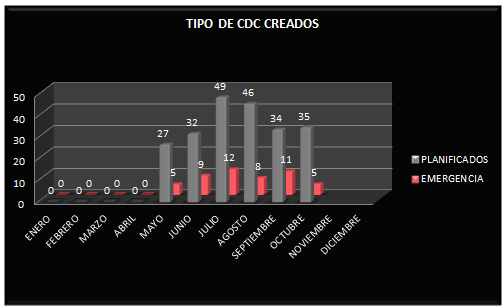 TIPO DE CDC CREADOS
50
40
30
20
10
0
0 0 0 0 0 0 0 0 27 5 32 9 49 12 46 8 34 11 35 5
ENERO FEBRERO MARZO ABRIL MAYO JUNIO JULIO AGOSTO SEPTIEMBRE OCTUBRE NOVIEMBRE DICIEMBRE
PLANIFICADOS
EMERGENCIA